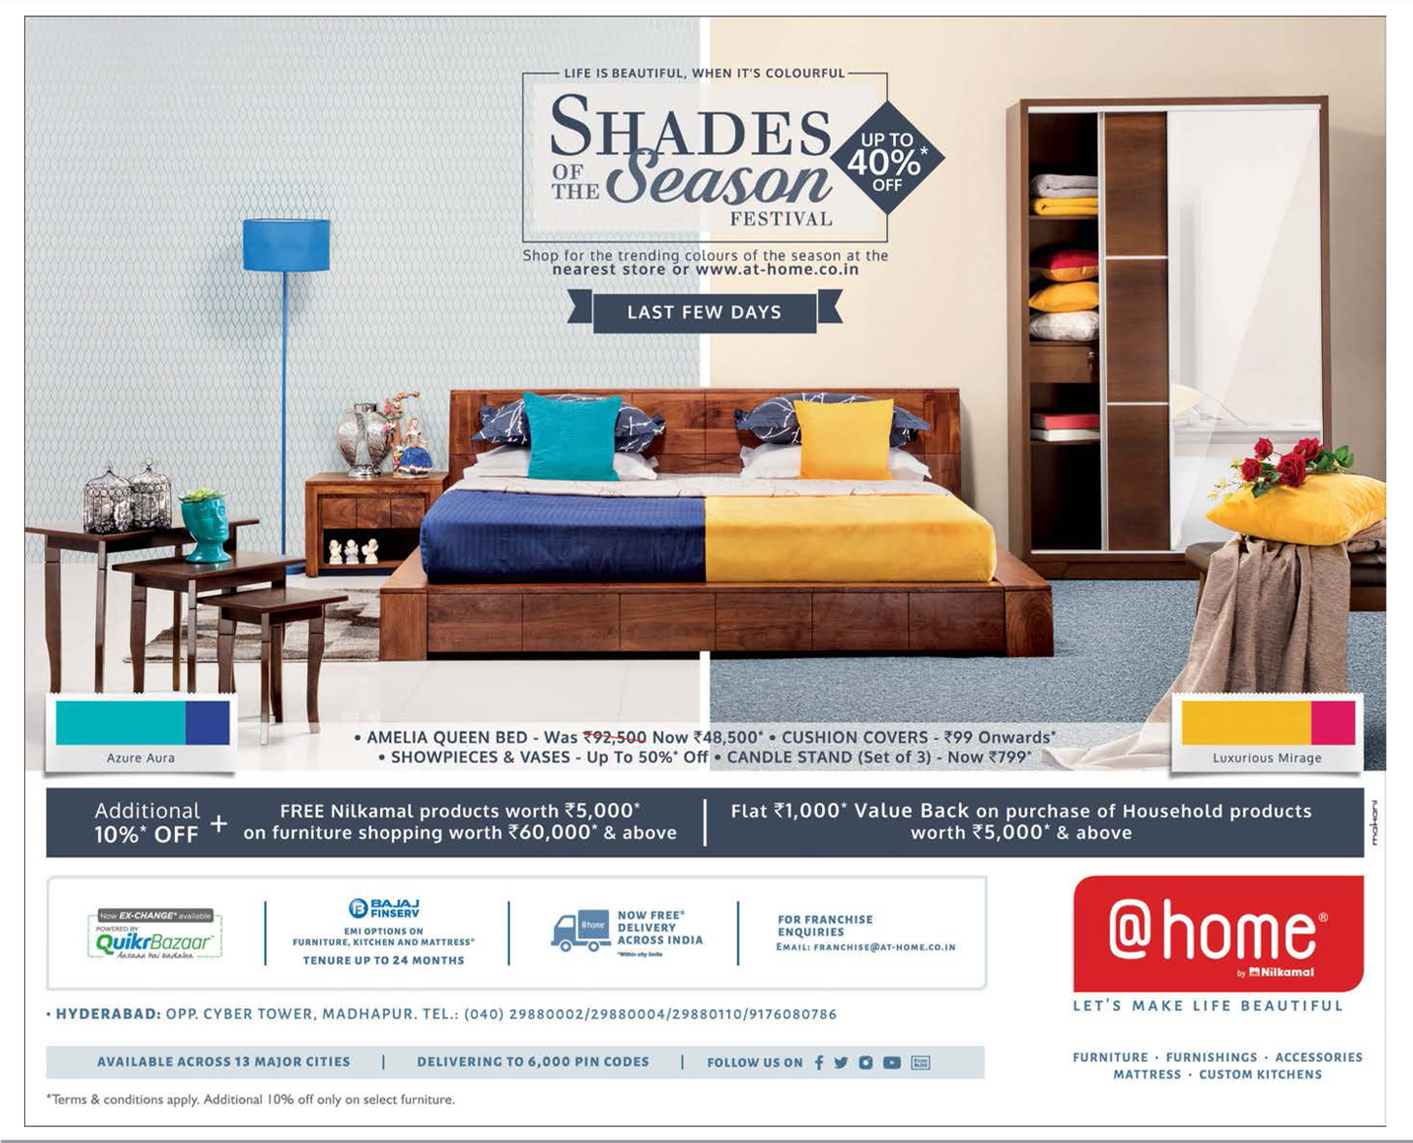 LIFE IS BEAUTIFUL, WHEN IT'S COLOURFUL
SHADES
OF THE Season
FESTIVAL
UP TO
40%*
OFF
Shop for the trending colours of the season at the
nearest store or www.at-home.co.in
LAST FEW DAYS
Azure Aura
Luxurious Mirage
• AMELIA QUEEN BED - Was ₹92,500 Now ₹48,500* • CUSHION COVERS - ₹99 Onwards*
• SHOWPIECES & VASES - Up To 50%* Off • CANDLE STAND (Set of 3) - Now ₹799*
Additional
10%* OFF
+
FREE Nilkamal products worth ₹5,000*
on furniture shopping worth ₹60,000* & above
Flat ₹1,000* Value Back on purchase of Household products
worth ₹5,000* & above
makani
Now EX-CHANGE* available
POWERED BY
QuikrBazaar™
Aasaan hai badalna
BAJAJ
FINSERV
EMI OPTIONS ON
FURNITURE, KITCHEN AND MATTRESS*
TENURE UP TO 24 MONTHS
@home
NOW FREE*
DELIVERY
ACROSS INDIA
*Within city limits
FOR FRANCHISE
ENQUIRIES
EMAIL: FRANCHISE@AT-HOME.CO.IN
@home®
by Nilkamal
LET'S MAKE LIFE BEAUTIFUL
• HYDERABAD: OPP. CYBER TOWER, MADHAPUR. TEL.: (040) 29880002/29880004/29880110/9176080786
AVAILABLE ACROSS 13 MAJOR CITIES | DELIVERING TO 6,000 PIN CODES | FOLLOW US ON
FURNITURE · FURNISHINGS · ACCESSORIES
MATTRESS · CUSTOM KITCHENS
*Terms & conditions apply. Additional 10% off only on select furniture.